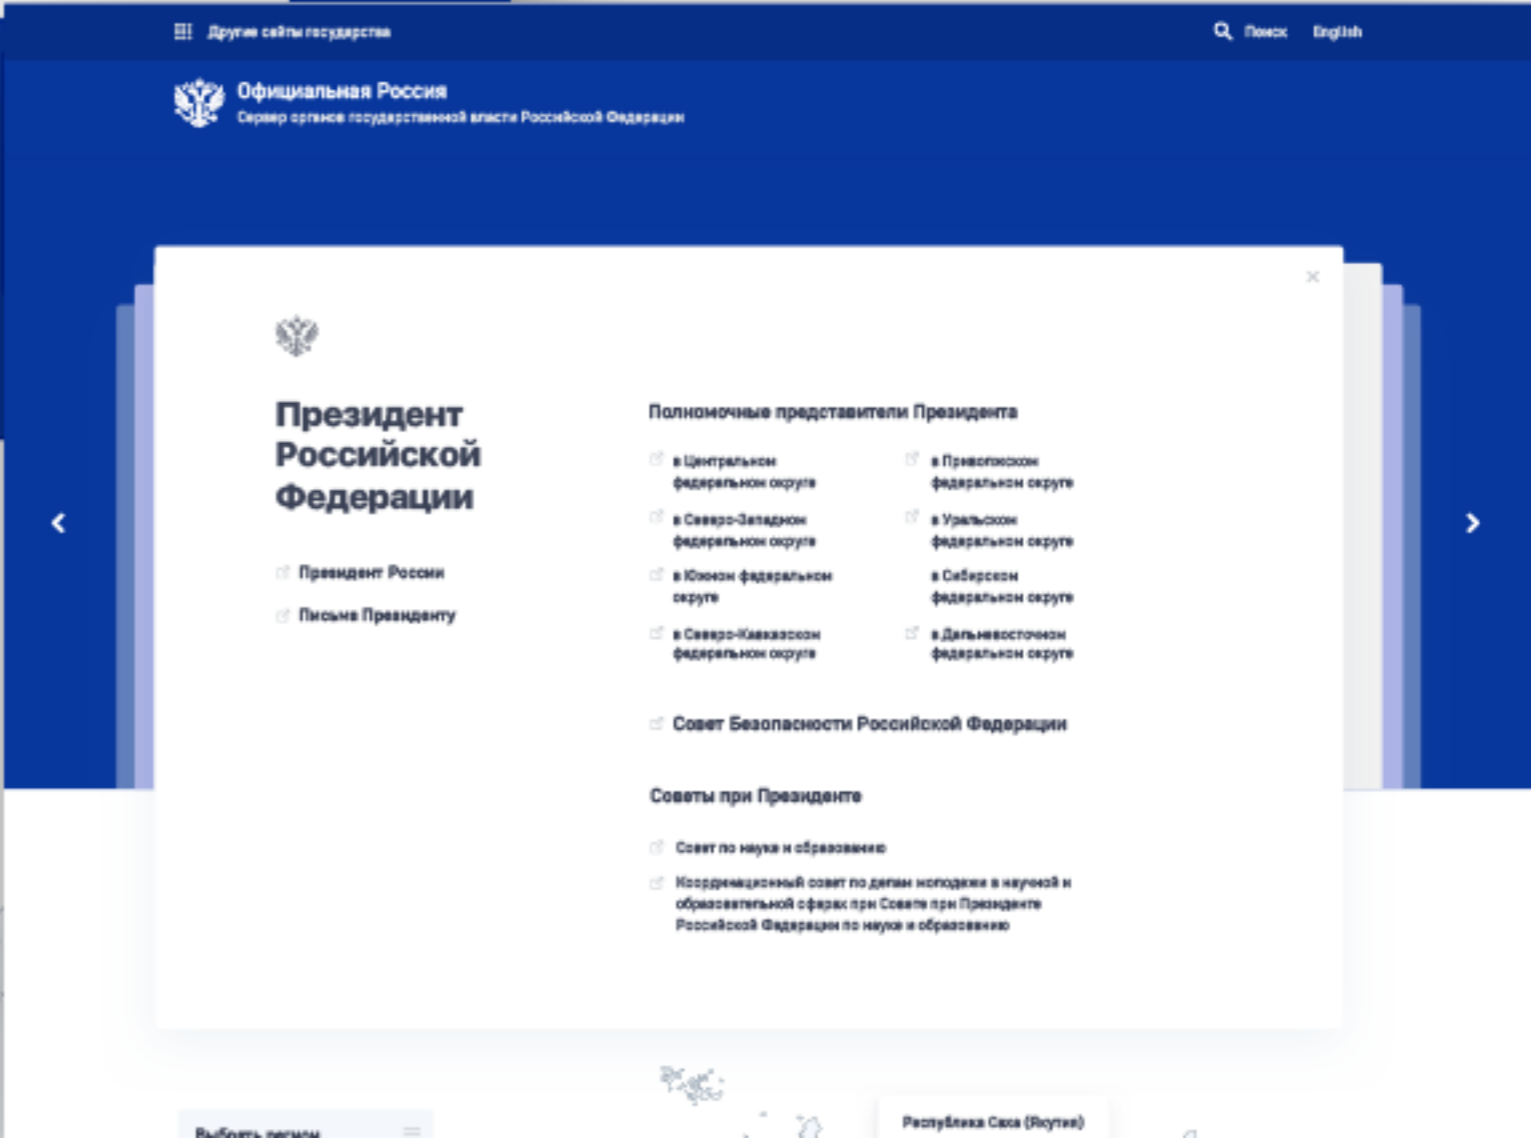 Другие сайты государства
Поиск
English
Официальная Россия
Сервер органов государственной власти Российской Федерации
Президент
Российской
Федерации
Президент России
Письма Президенту
Полномочные представители Президента
в Центральном
федеральном округе
в Северо-Западном
федеральном округе
в Южном федеральном
округе
в Северо-Кавказском
федеральном округе
в Приволжском
федеральном округе
в Уральском
федеральном округе
в Сибирском
федеральном округе
в Дальневосточном
федеральном округе
Совет Безопасности Российской Федерации
Советы при Президенте
Совет по науке и образованию
Координационный совет по делам молодежи в научной и
образовательной сферах при Совете при Президенте
Российской Федерации по науке и образованию
Выбрать регион
Республика Саха (Якутия)